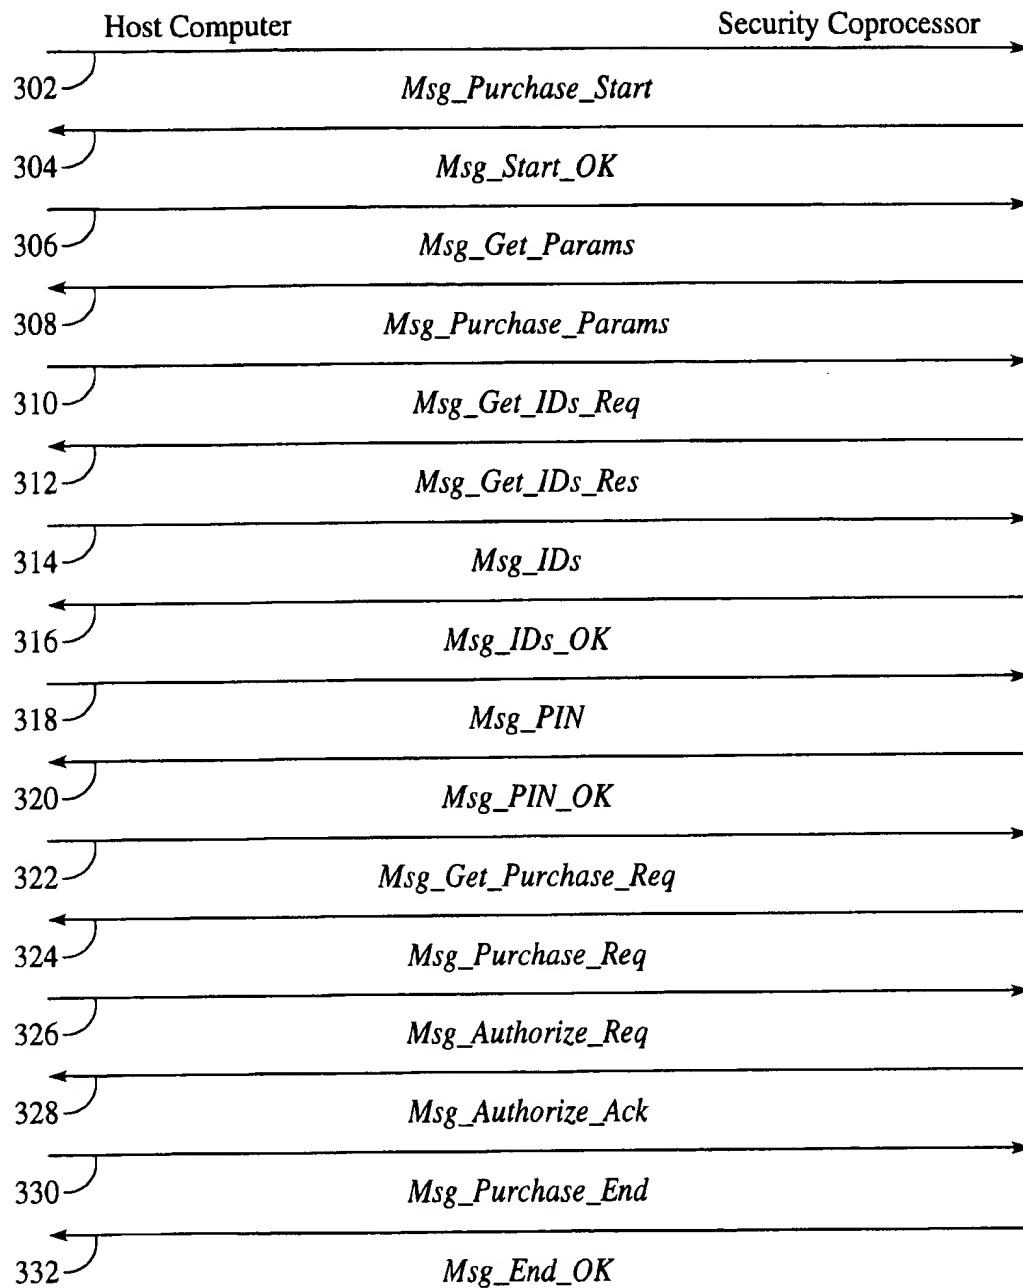 Host Computer Security Coprocessor
302 Msg_Purchase_Start
304 Msg_Start_OK
306 Msg_Get_Params
308 Msg_Purchase_Params
310 Msg_Get_IDs_Req
312 Msg_Get_IDs_Res
314 Msg_IDs
316 Msg_IDs_OK
318 Msg_PIN
320 Msg_PIN_OK
322 Msg_Get_Purchase_Req
324 Msg_Purchase_Req
326 Msg_Authorize_Req
328 Msg_Authorize_Ack
330 Msg_Purchase_End
332 Msg_End_OK